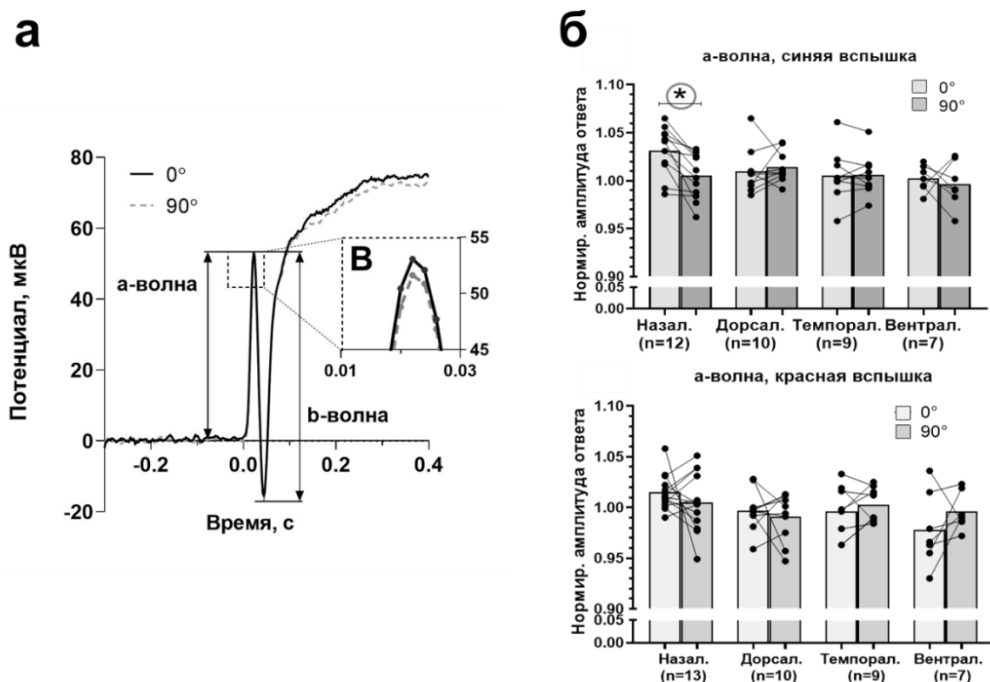 а
0°
90°
80
60
40
20
0
-20
Потенциал, мкВ
а-волна
b-волна
В
55
50
45
0.01
0.03
-0.2
0.0
0.2
0.4
Время, с
б
а-волна, синяя вспышка
0°
90°
*
Нормир. амплитуда ответа
1.10
1.05
1.00
0.95
0.90
0.05
0.00
Назал. Дорсал. Темпорал. Вентрал.
(n=12) (n=10) (n=9) (n=7)
а-волна, красная вспышка
0°
90°
Нормир. амплитуда ответа
1.10
1.05
1.00
0.95
0.90
0.05
0.00
Назал. Дорсал. Темпорал. Вентрал.
(n=13) (n=10) (n=9) (n=7)